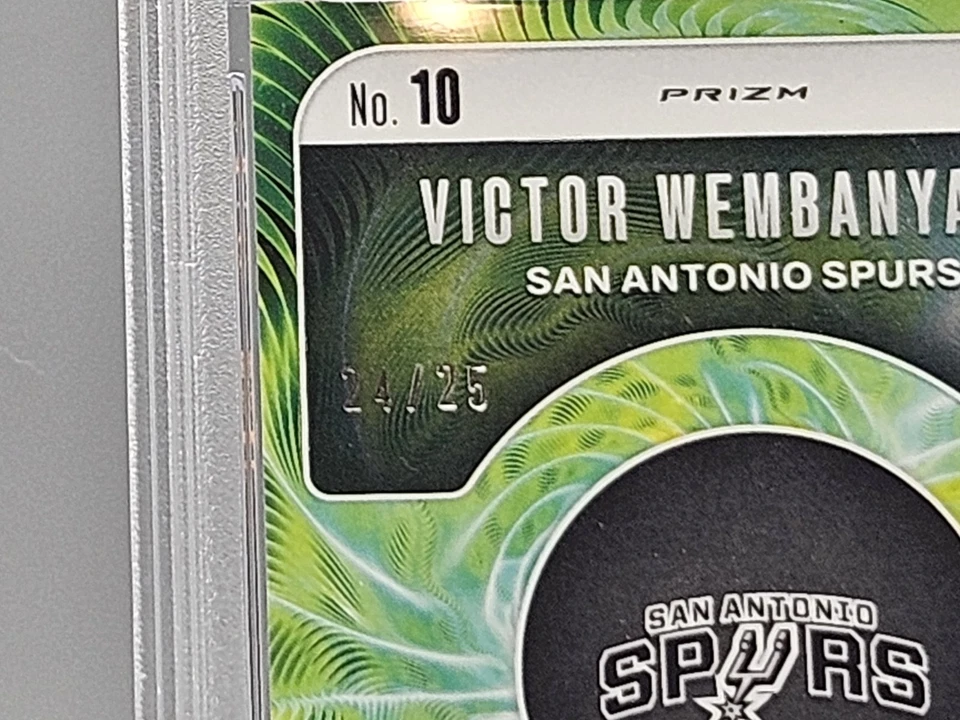 No. 10 PRIZM
VICTOR WEMBANYA
SAN ANTONIO SPURS
24/25
SAN ANTONIO
SPURS